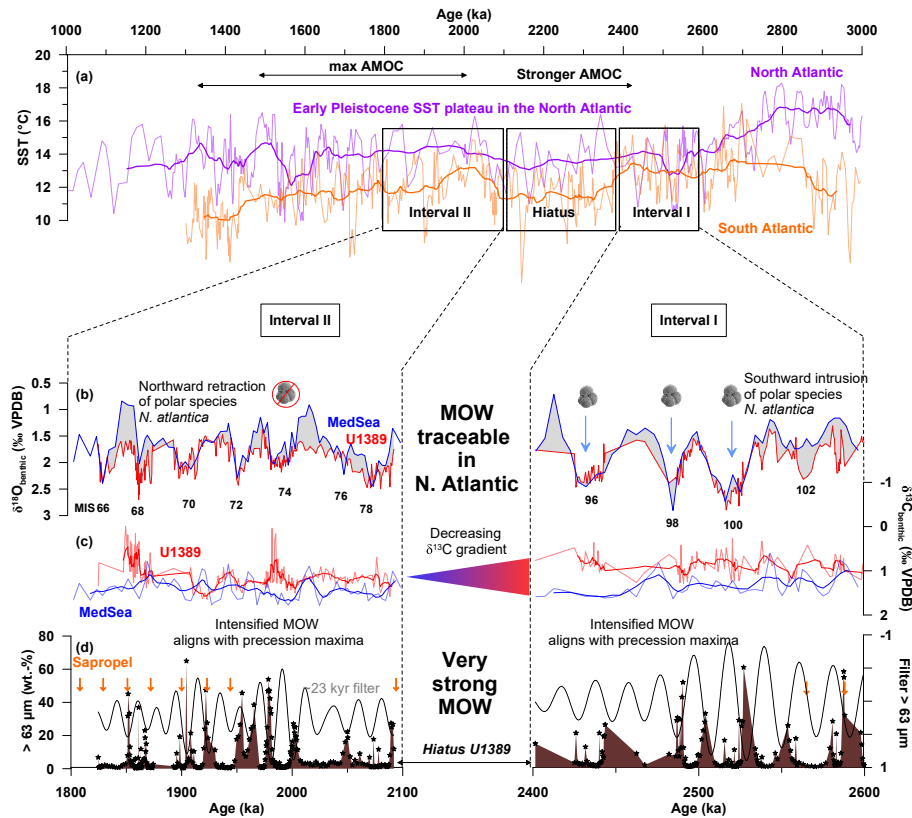 Age (ka)
1000 1200 1400 1600 1800 2000 2200 2400 2600 2800 3000
20
18
16
14
12
10
SST (°C)
(a)
max AMOC
Stronger AMOC
North Atlantic
Early Pleistocene SST plateau in the North Atlantic
Interval II
Hiatus
Interval I
South Atlantic
Interval II
Interval I
0.5
1.0
1.5
2.0
2.5
3
δ18Obenthic (‰ VPDB)
(b)
Northward retraction
of polar species
N. atlantica
MedSea
U1389
MIS 66 68 70 72 74 76 78
MOW
traceable
in
N. Atlantic
Southward intrusion
of polar species
N. atlantica
96 98 100 102
-1
0
1
2
δ13Cbenthic (‰ VPDB)
(c)
U1389
MedSea
Decreasing
δ13C gradient
80
60
40
20
0
> 63 µm (wt.-%)
(d)
Intensified MOW
aligns with precession maxima
Sapropel
~23 kyr filter
Very
strong
MOW
Hiatus U1389
Intensified MOW
aligns with precession maxima
-1
1
Filter > 63 µm
1800 1900 2000 2100
Age (ka)
2400 2500 2600
Age (ka)